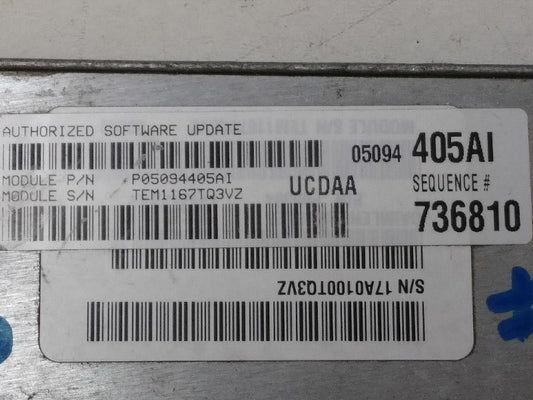 AUTHORIZED SOFTWARE UPDATE
05094 405AI
MODULE P/N P05094405AI
MODULE S/N TEM1167TQ3VZ
UCDAA
SEQUENCE #
736810
S/N 17A0100TQ3VZ